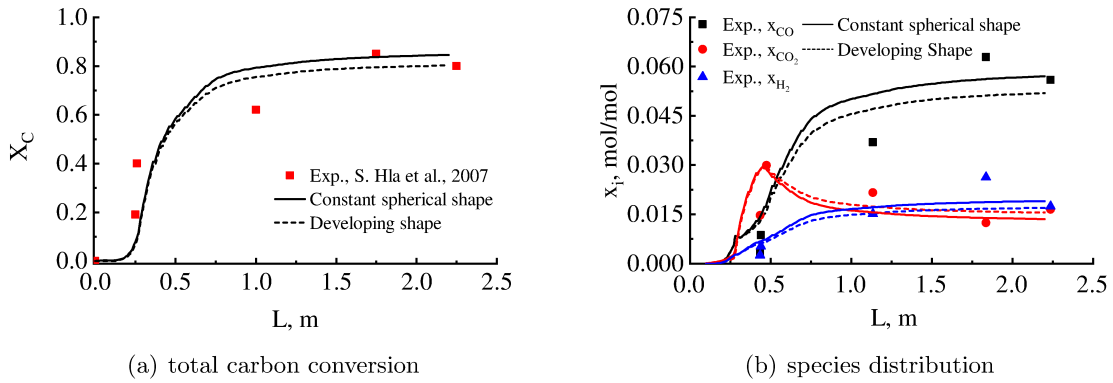 1.0
0.8
0.6
0.4
0.2
0.0
X_C
0.0 0.5 1.0 1.5 2.0 2.5
L, m
Exp., S. Hla et al., 2007
Constant spherical shape
Developing shape
(a) total carbon conversion
0.075
0.060
0.045
0.030
0.015
0.000
x_i, mol/mol
0.0 0.5 1.0 1.5 2.0 2.5
L, m
Exp., x_CO Constant spherical shape
Exp., x_CO₂ Developing Shape
Exp., x_H₂
(b) species distribution